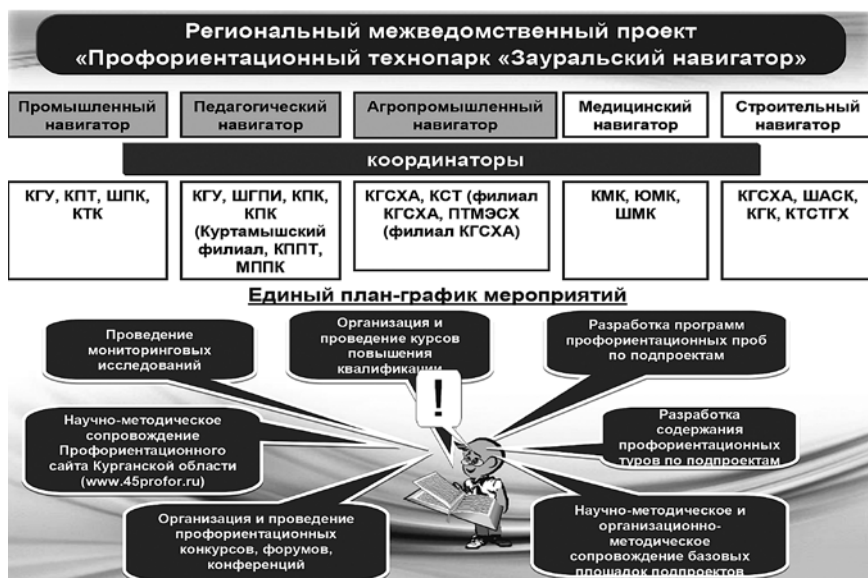 Региональный межведомственный проект
«Профориентационный технопарк «Зауральский навигатор»
Промышленный
навигатор
Педагогический
навигатор
Агропромышленный
навигатор
Медицинский
навигатор
Строительный
навигатор
координаторы
КГУ, КПТ, ШПК,
КТК
КГУ, ШГПИ, КПК,
КПК
(Куртамышский
филиал, КППТ,
МППК
КГСХА, КСТ (филиал
КГСХА, ПТМЭСХ
(филиал КГСХА)
КМК, ЮМК,
ШМК
КГСХА, ШАСК,
КГК, КТСТГХ
Единый план-график мероприятий
Проведение
мониторинговых
исследований
Организация и
проведение курсов
повышения
квалификации
Разработка программ
профориентационных проб
по подпроектам
!
Научно-методическое
сопровождение
Профориентационного
сайта Курганской области
(www.45profor.ru)
Разработка
содержания
профориентационных
туров по подпроектам
Организация и проведение
профориентационных
конкурсов, форумов,
конференций
Научно-методическое и
организационно-
методическое
сопровождение базовых
площадок подпроектов